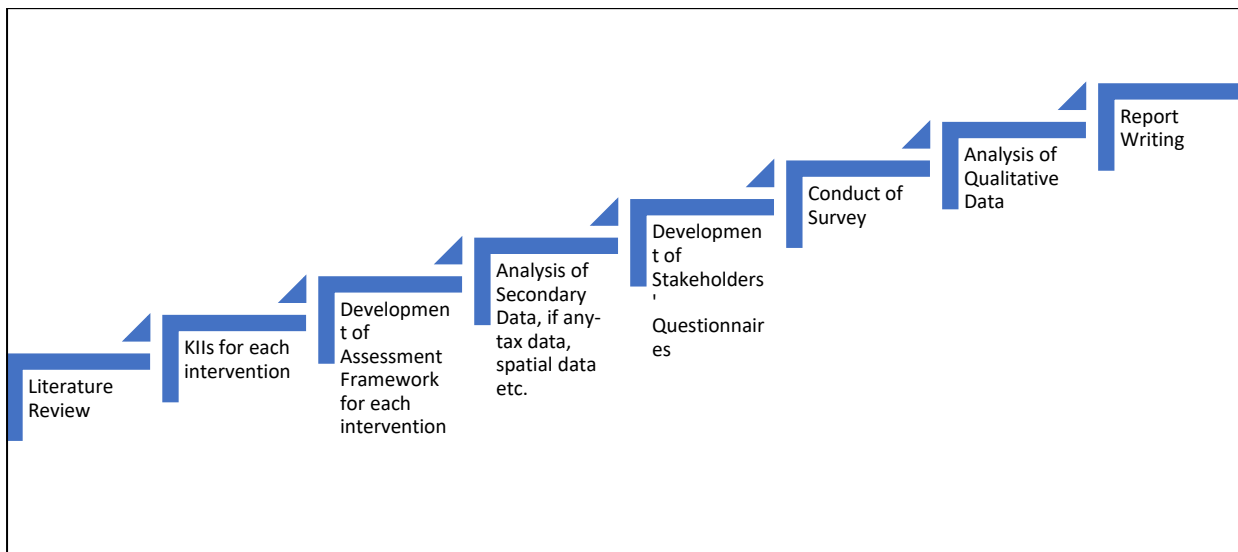 Literature
Review
KIIs for each
intervention
Developmen
t of
Assessment
Framework
for each
intervention
Analysis of
Secondary
Data, if any-
tax data,
spatial data
etc.
Developmen
t of
Stakeholders
'
Questionnair
es
Conduct of
Survey
Analysis of
Qualitative
Data
Report
Writing